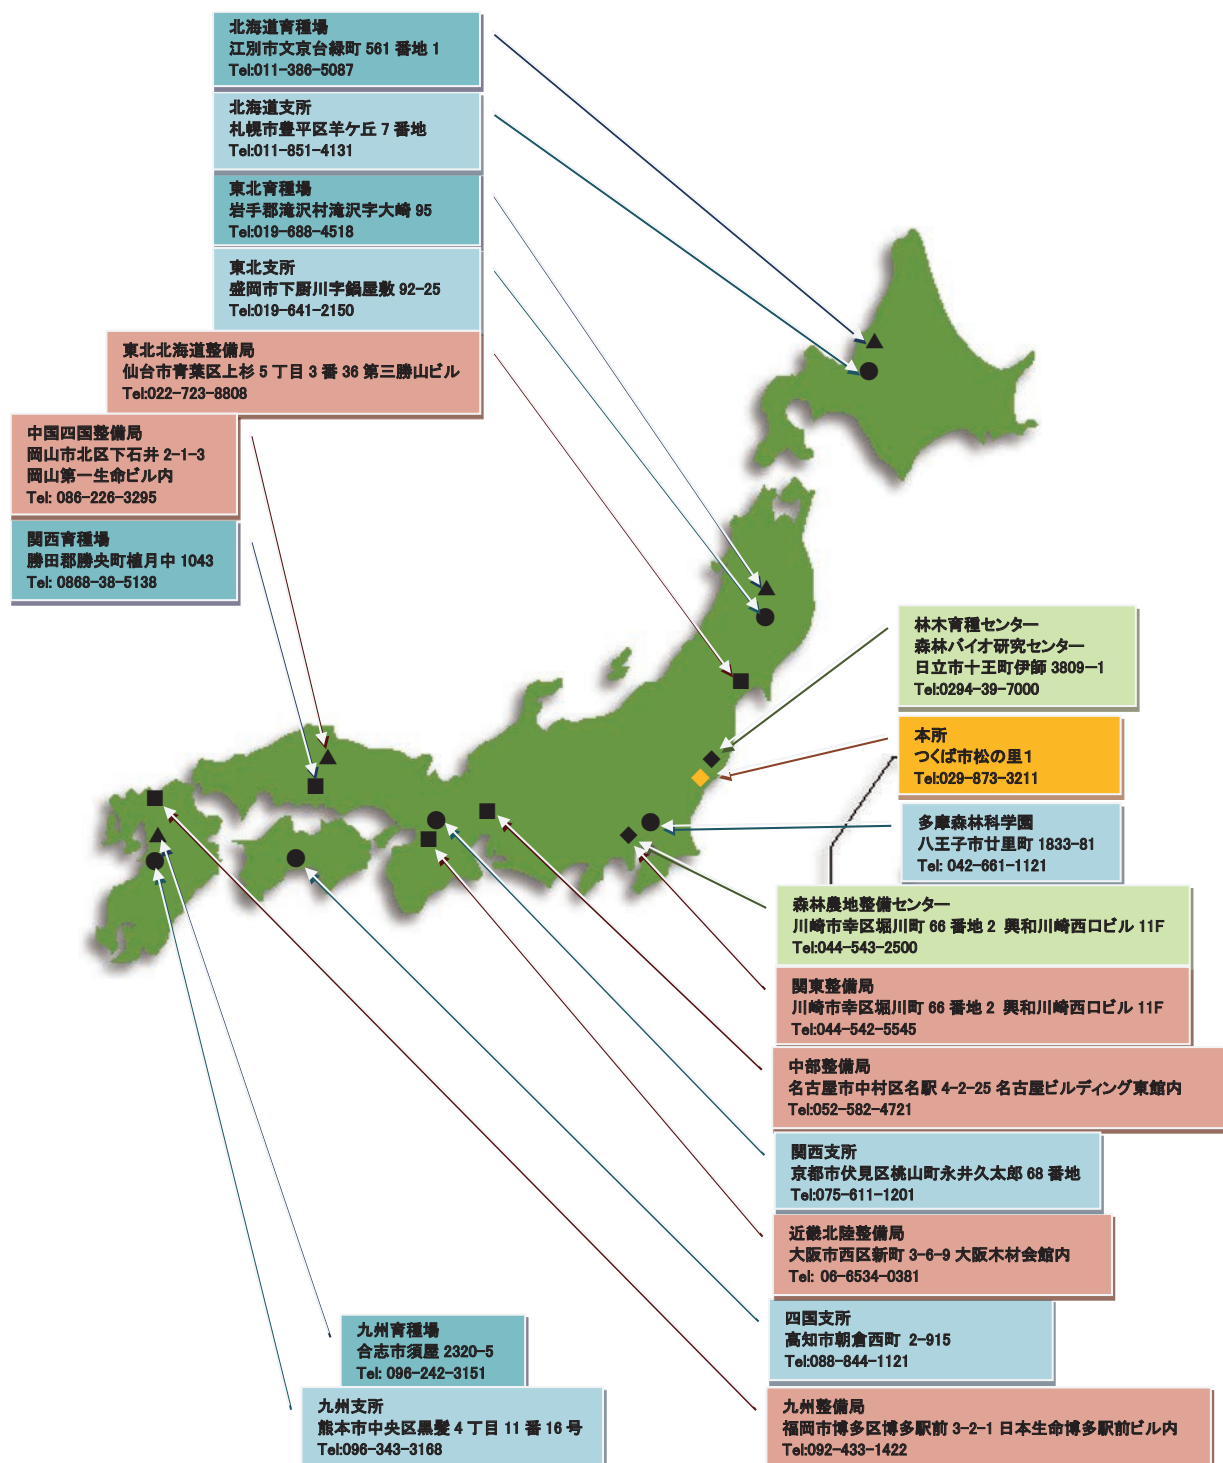 北海道育種場
江別市文京台緑町 561 番地 1
Tel:011-386-5087
北海道支所
札幌市豊平区羊ケ丘 7 番地
Tel:011-851-4131
東北育種場
岩手郡滝沢村滝沢字大崎 95
Tel:019-688-4518
東北支所
盛岡市下厨川字鍋屋敷 92-25
Tel:019-641-2150
東北北海道整備局
仙台市青葉区上杉 5 丁目 3 番 36 第三勝山ビル
Tel:022-723-8808
中国四国整備局
岡山市北区下石井 2-1-3
岡山第一生命ビル内
Tel: 086-226-3295
関西育種場
勝田郡勝央町植月中 1043
Tel: 0868-38-5138
林木育種センター
森林バイオ研究センター
日立市十王町伊師 3809-1
Tel:0294-39-7000
本所
つくば市松の里1
Tel:029-873-3211
多摩森林科学園
八王子市廿里町 1833-81
Tel: 042-661-1121
森林農地整備センター
川崎市幸区堀川町 66 番地 2 興和川崎西口ビル 11F
Tel:044-543-2500
関東整備局
川崎市幸区堀川町 66 番地 2 興和川崎西口ビル 11F
Tel:044-542-5545
中部整備局
名古屋市中村区名駅 4-2-25 名古屋ビルディング東館内
Tel:052-582-4721
関西支所
京都市伏見区桃山町永井久太郎 68 番地
Tel:075-611-1201
近畿北陸整備局
大阪市西区新町 3-6-9 大阪木材会館内
Tel: 06-6534-0381
四国支所
高知市朝倉西町 2-915
Tel:088-844-1121
九州整備局
福岡市博多区博多駅前 3-2-1 日本生命博多駅前ビル内
Tel:092-433-1422
九州育種場
合志市須屋 2320-5
Tel: 096-242-3151
九州支所
熊本市中央区黒髪 4 丁目 11 番 16 号
Tel:096-343-3168